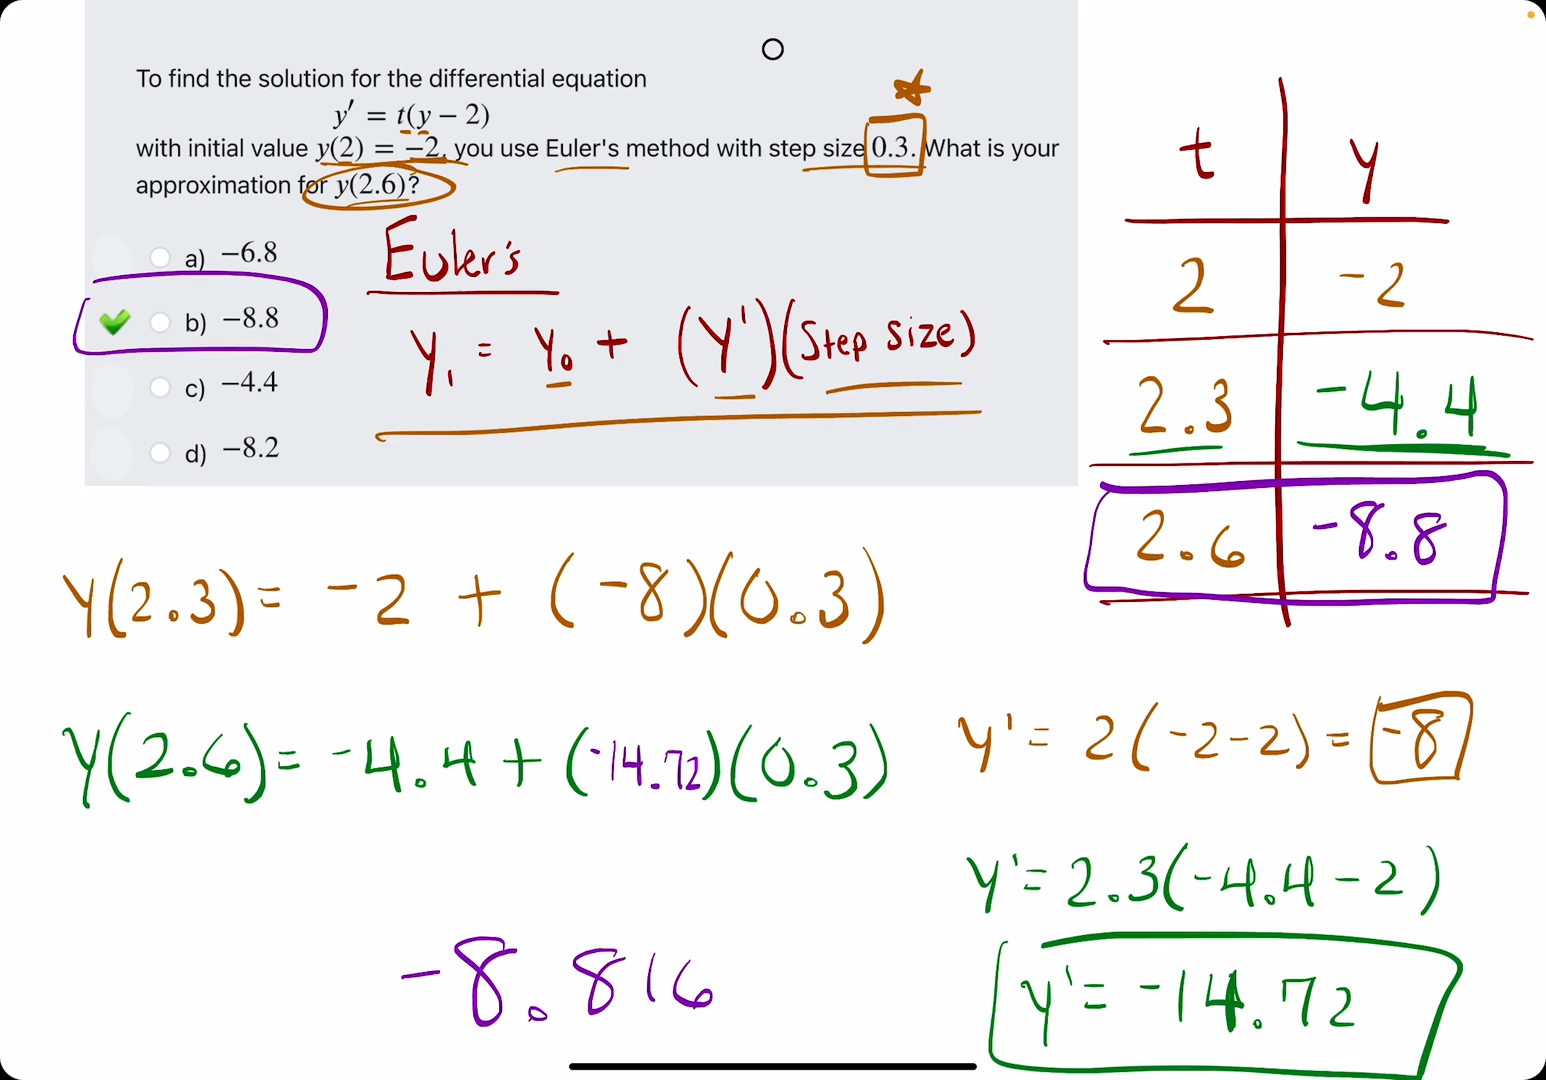 To find the solution for the differential equation
y′ = t(y − 2)
with initial value y(2) = −2, you use Euler's method with step size 0.3. What is your
approximation for y(2.6)?
a) −6.8
b) −8.8
c) −4.4
d) −8.2
Euler's
y₁ = y₀ + (y')(Step size)
t y
2 -2
2.3 -4.4
2.6 -8.8
y(2.3) = -2 + (-8)(0.3)
y(2.6) = -4.4 + (-14.72)(0.3)
-8.816
y' = 2(-2-2) = -8
y' = 2.3(-4.4-2)
y' = -14.72